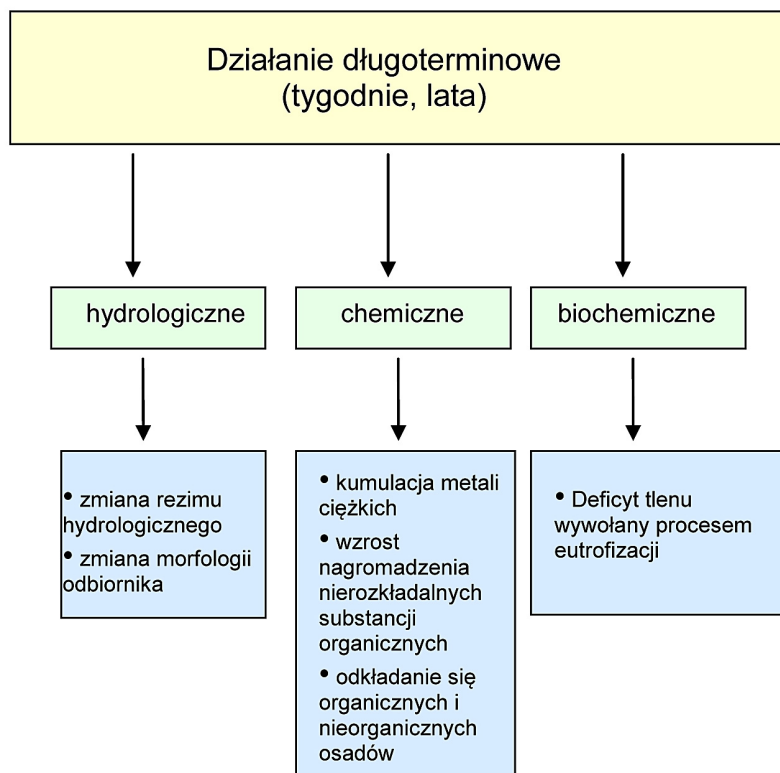 Działanie długoterminowe
(tygodnie, lata)
hydrologiczne
chemiczne
biochemiczne
• zmiana rezimu
hydrologicznego
• zmiana morfologii
odbiornika
• kumulacja metali
ciężkich
• wzrost
nagromadzenia
nierozkładalnych
substancji
organicznych
• odkładanie się
organicznych i
nieorganicznych
osadów
• Deficyt tlenu
wywołany procesem
eutrofizacji